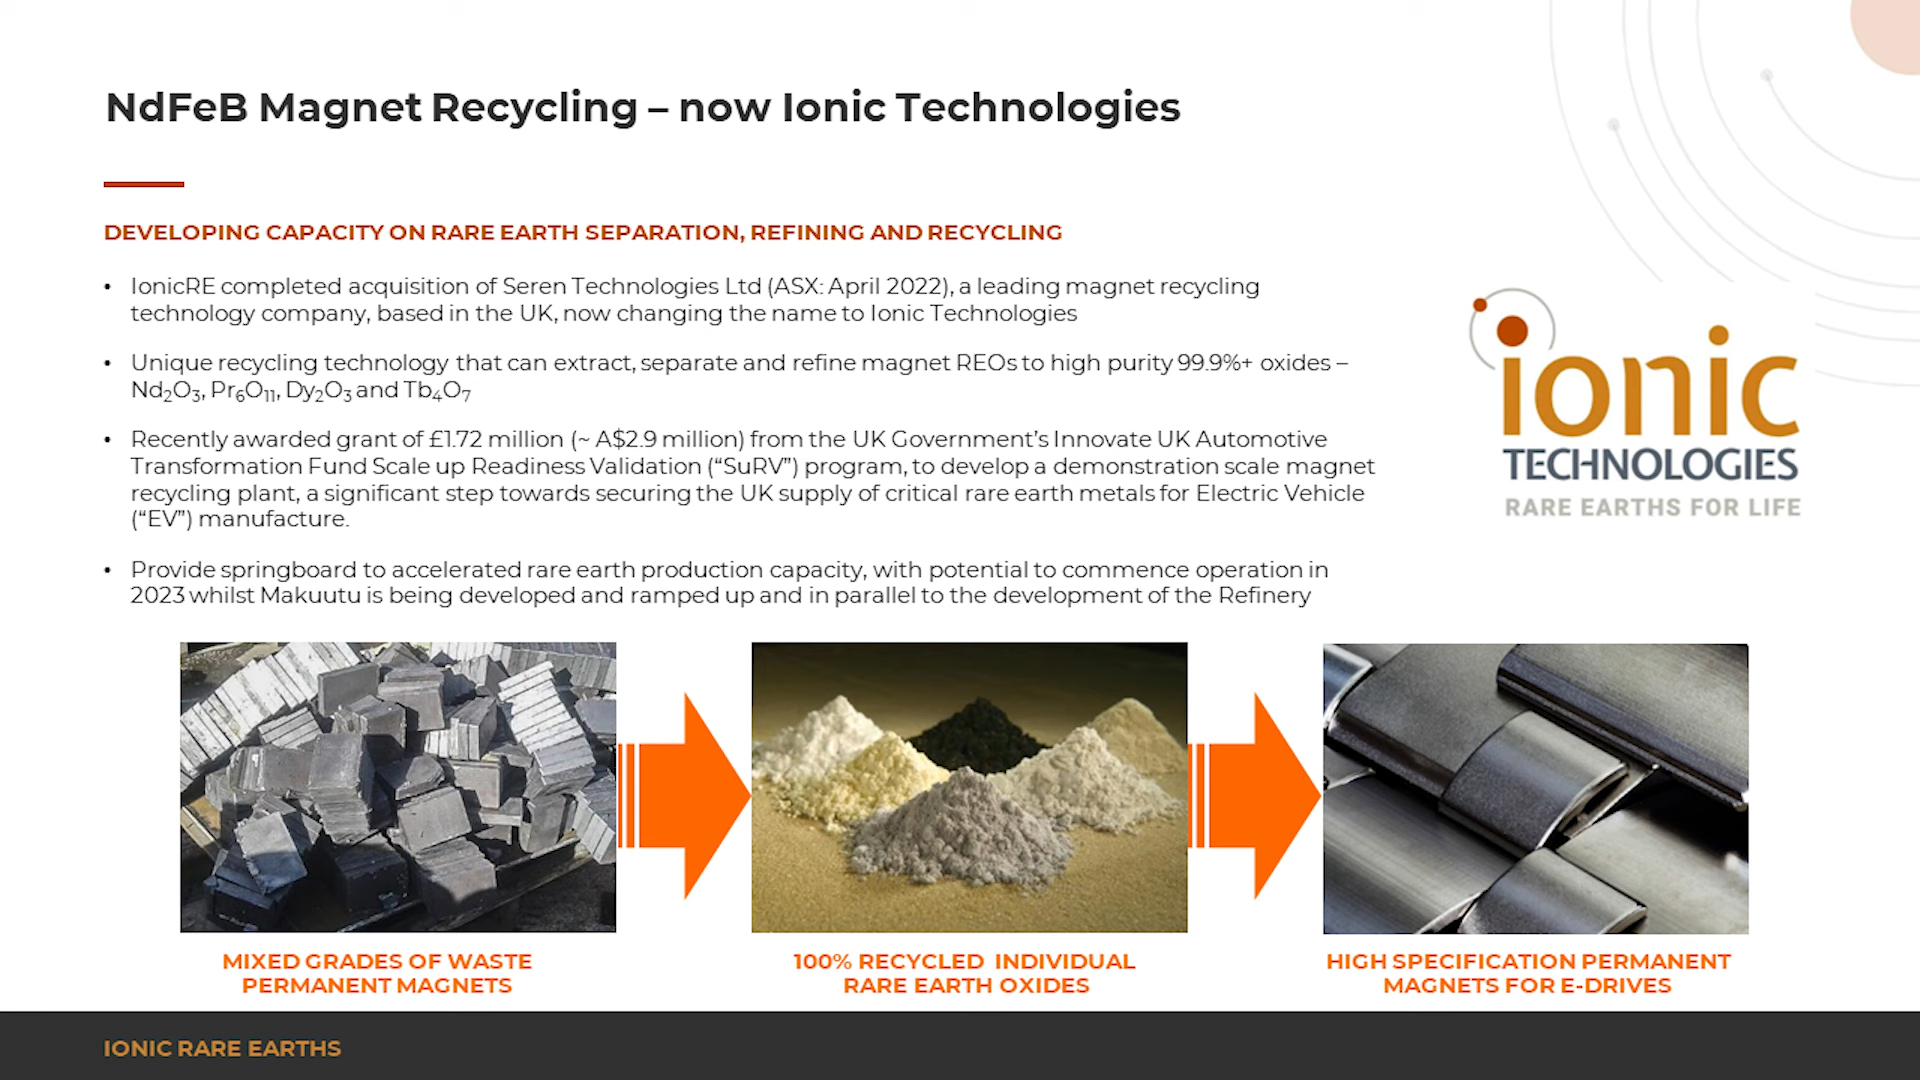 NdFeB Magnet Recycling – now Ionic Technologies
DEVELOPING CAPACITY ON RARE EARTH SEPARATION, REFINING AND RECYCLING
• IonicRE completed acquisition of Seren Technologies Ltd (ASX: April 2022), a leading magnet recycling
technology company, based in the UK, now changing the name to Ionic Technologies
• Unique recycling technology that can extract, separate and refine magnet REOs to high purity 99.9%+ oxides –
Nd₂O₃, Pr₆O₁₁, Dy₂O₃ and Tb₄O₇
• Recently awarded grant of £1.72 million (~ A$2.9 million) from the UK Government’s Innovate UK Automotive
Transformation Fund Scale up Readiness Validation (“SuRV”) program, to develop a demonstration scale magnet
recycling plant, a significant step towards securing the UK supply of critical rare earth metals for Electric Vehicle
(“EV”) manufacture.
• Provide springboard to accelerated rare earth production capacity, with potential to commence operation in
2023 whilst Makuutu is being developed and ramped up and in parallel to the development of the Refinery
ionic
TECHNOLOGIES
RARE EARTHS FOR LIFE
MIXED GRADES OF WASTE
PERMANENT MAGNETS
100% RECYCLED INDIVIDUAL
RARE EARTH OXIDES
HIGH SPECIFICATION PERMANENT
MAGNETS FOR E-DRIVES
IONIC RARE EARTHS